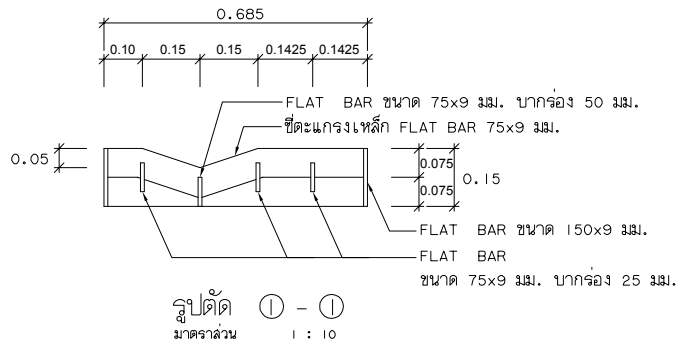 0.685
0.10 0.15 0.15 0.1425 0.1425
FLAT BAR ขนาด 75x9 มม. บากร่อง 50 มม.
ซี่ตะแกรงเหล็ก FLAT BAR 75x9 มม.
0.05
0.075
0.15
0.075
FLAT BAR ขนาด 150x9 มม.
FLAT BAR
ขนาด 75x9 มม. บากร่อง 25 มม.
รูปตัด 1 - 1
มาตราส่วน 1 : 10